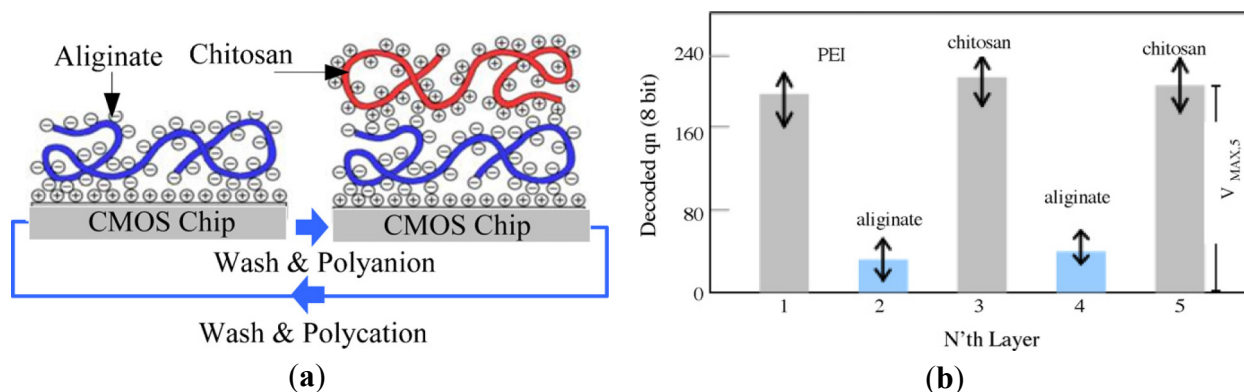 Aliginate
Chitosan
CMOS Chip
CMOS Chip
Wash & Polyanion
Wash & Polycation
(a)
Decoded qn (8 bit)
240
160
80
0
PEI
aliginate
chitosan
aliginate
chitosan
V MAX,5
1 2 3 4 5
N'th Layer
(b)